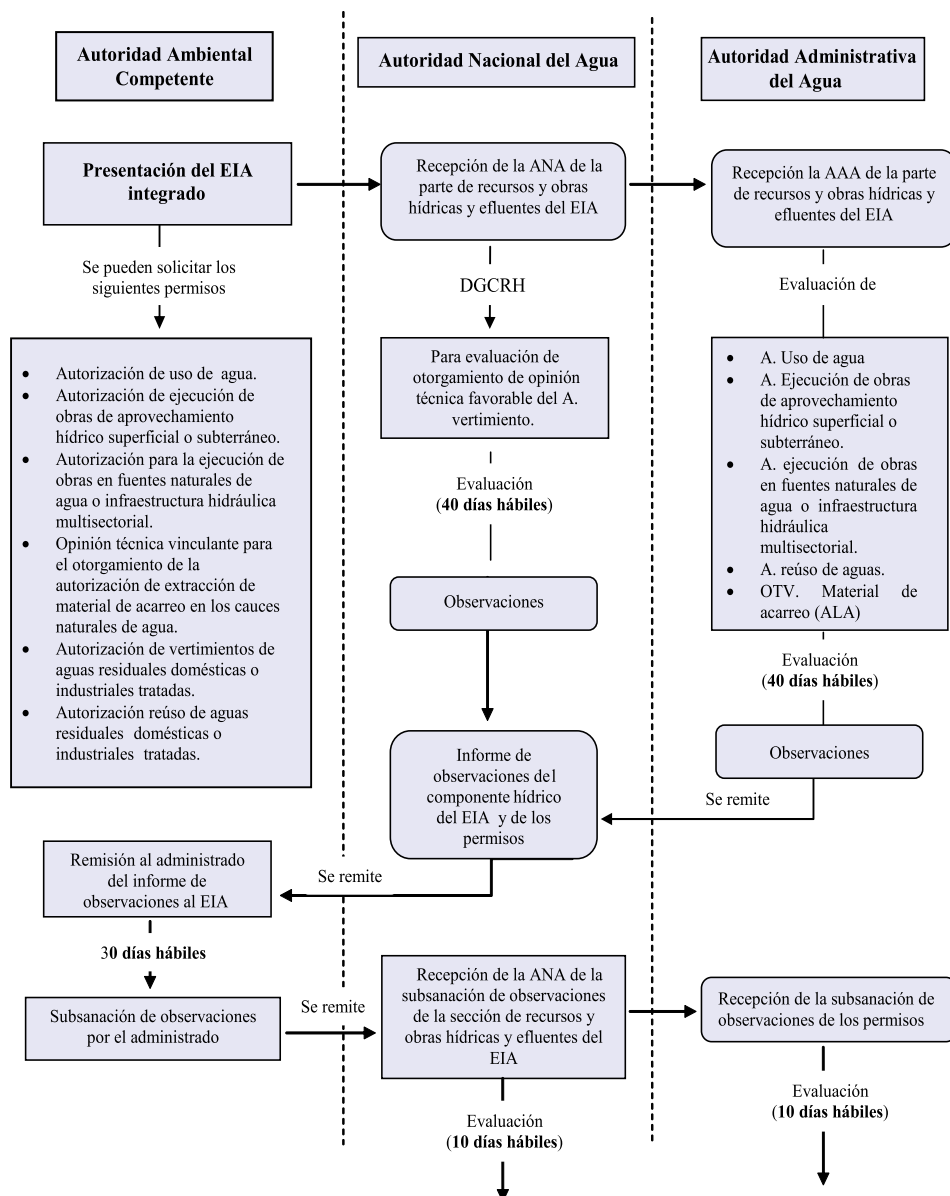 Autoridad Ambiental
Competente
Autoridad Nacional del Agua
Autoridad Administrativa
del Agua
Presentación del EIA
integrado
Recepción de la ANA de la
parte de recursos y obras
hídricas y efluentes del EIA
Recepción la AAA de la parte
de recursos y obras hídricas y
efluentes del EIA
Se pueden solicitar los
siguientes permisos
DGCRH
Evaluación de
• Autorización de uso de agua.
• Autorización de ejecución de
obras de aprovechamiento
hídrico superficial o subterráneo.
• Autorización para la ejecución de
obras en fuentes naturales de
agua o infraestructura hidráulica
multisectorial.
• Opinión técnica vinculante para
el otorgamiento de la
autorización de extracción de
material de acarreo en los cauces
naturales de agua.
• Autorización de vertimientos de
aguas residuales domésticas o
industriales tratadas.
• Autorización reúso de aguas
residuales domésticas o
industriales tratadas.
Para evaluación de
otorgamiento de opinión
técnica favorable del A.
vertimiento.
Evaluación
(40 días hábiles)
Observaciones
• A. Uso de agua
• A. Ejecución de obras
de aprovechamiento
hídrico superficial o
subterráneo.
• A. ejecución de obras
en fuentes naturales de
agua o infraestructura
hidráulica
multisectorial.
• A. reúso de aguas.
• OTV. Material de
acarreo (ALA)
Evaluación
(40 días hábiles)
Observaciones
Se remite
Informe de
observaciones del
componente hídrico
del EIA y de los
permisos
Se remite
Remisión al administrado
del informe de
observaciones al EIA
30 días hábiles
Subsanación de observaciones
por el administrado
Se remite
Recepción de la ANA de la
subsanación de observaciones
de la sección de recursos y
obras hídricas y efluentes del
EIA
Recepción de la subsanación de
observaciones de los permisos
Evaluación
(10 días hábiles)
Evaluación
(10 días hábiles)